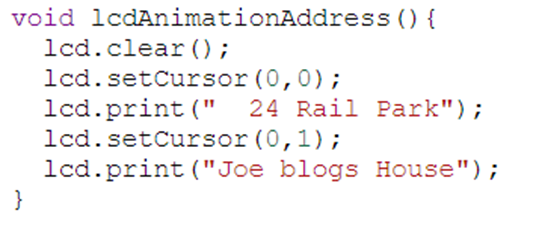 void lcdAnimationAddress(){
  lcd.clear();
  lcd.setCursor(0,0);
  lcd.print("  24 Rail Park");
  lcd.setCursor(0,1);
  lcd.print("Joe blogs House");
}